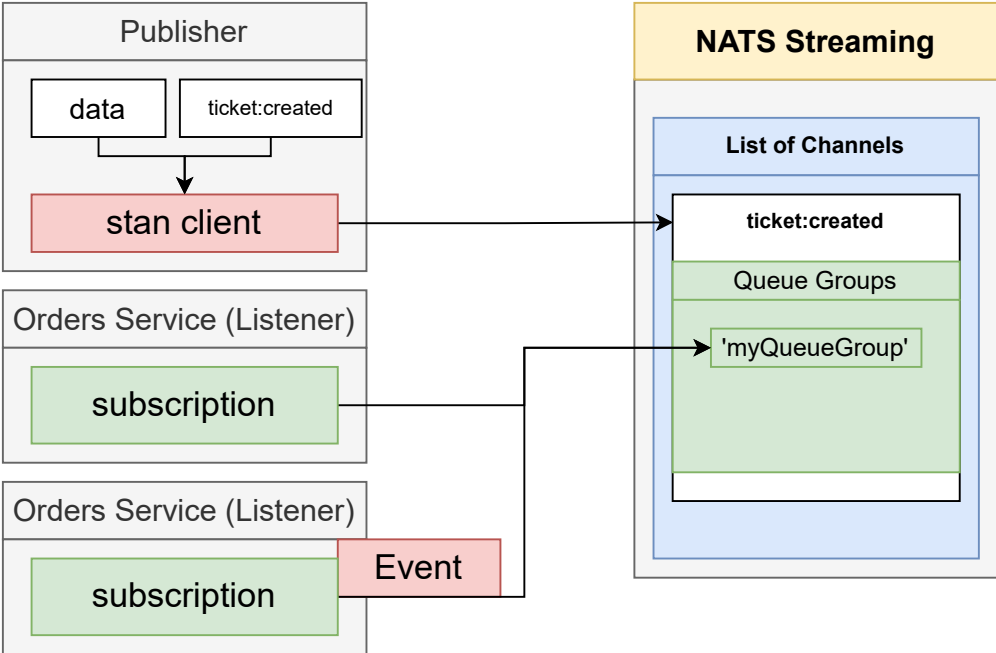 Publisher
data
ticket:created
stan client
Orders Service (Listener)
subscription
Orders Service (Listener)
Event
subscription
NATS Streaming
List of Channels
ticket:created
Queue Groups
'myQueueGroup'